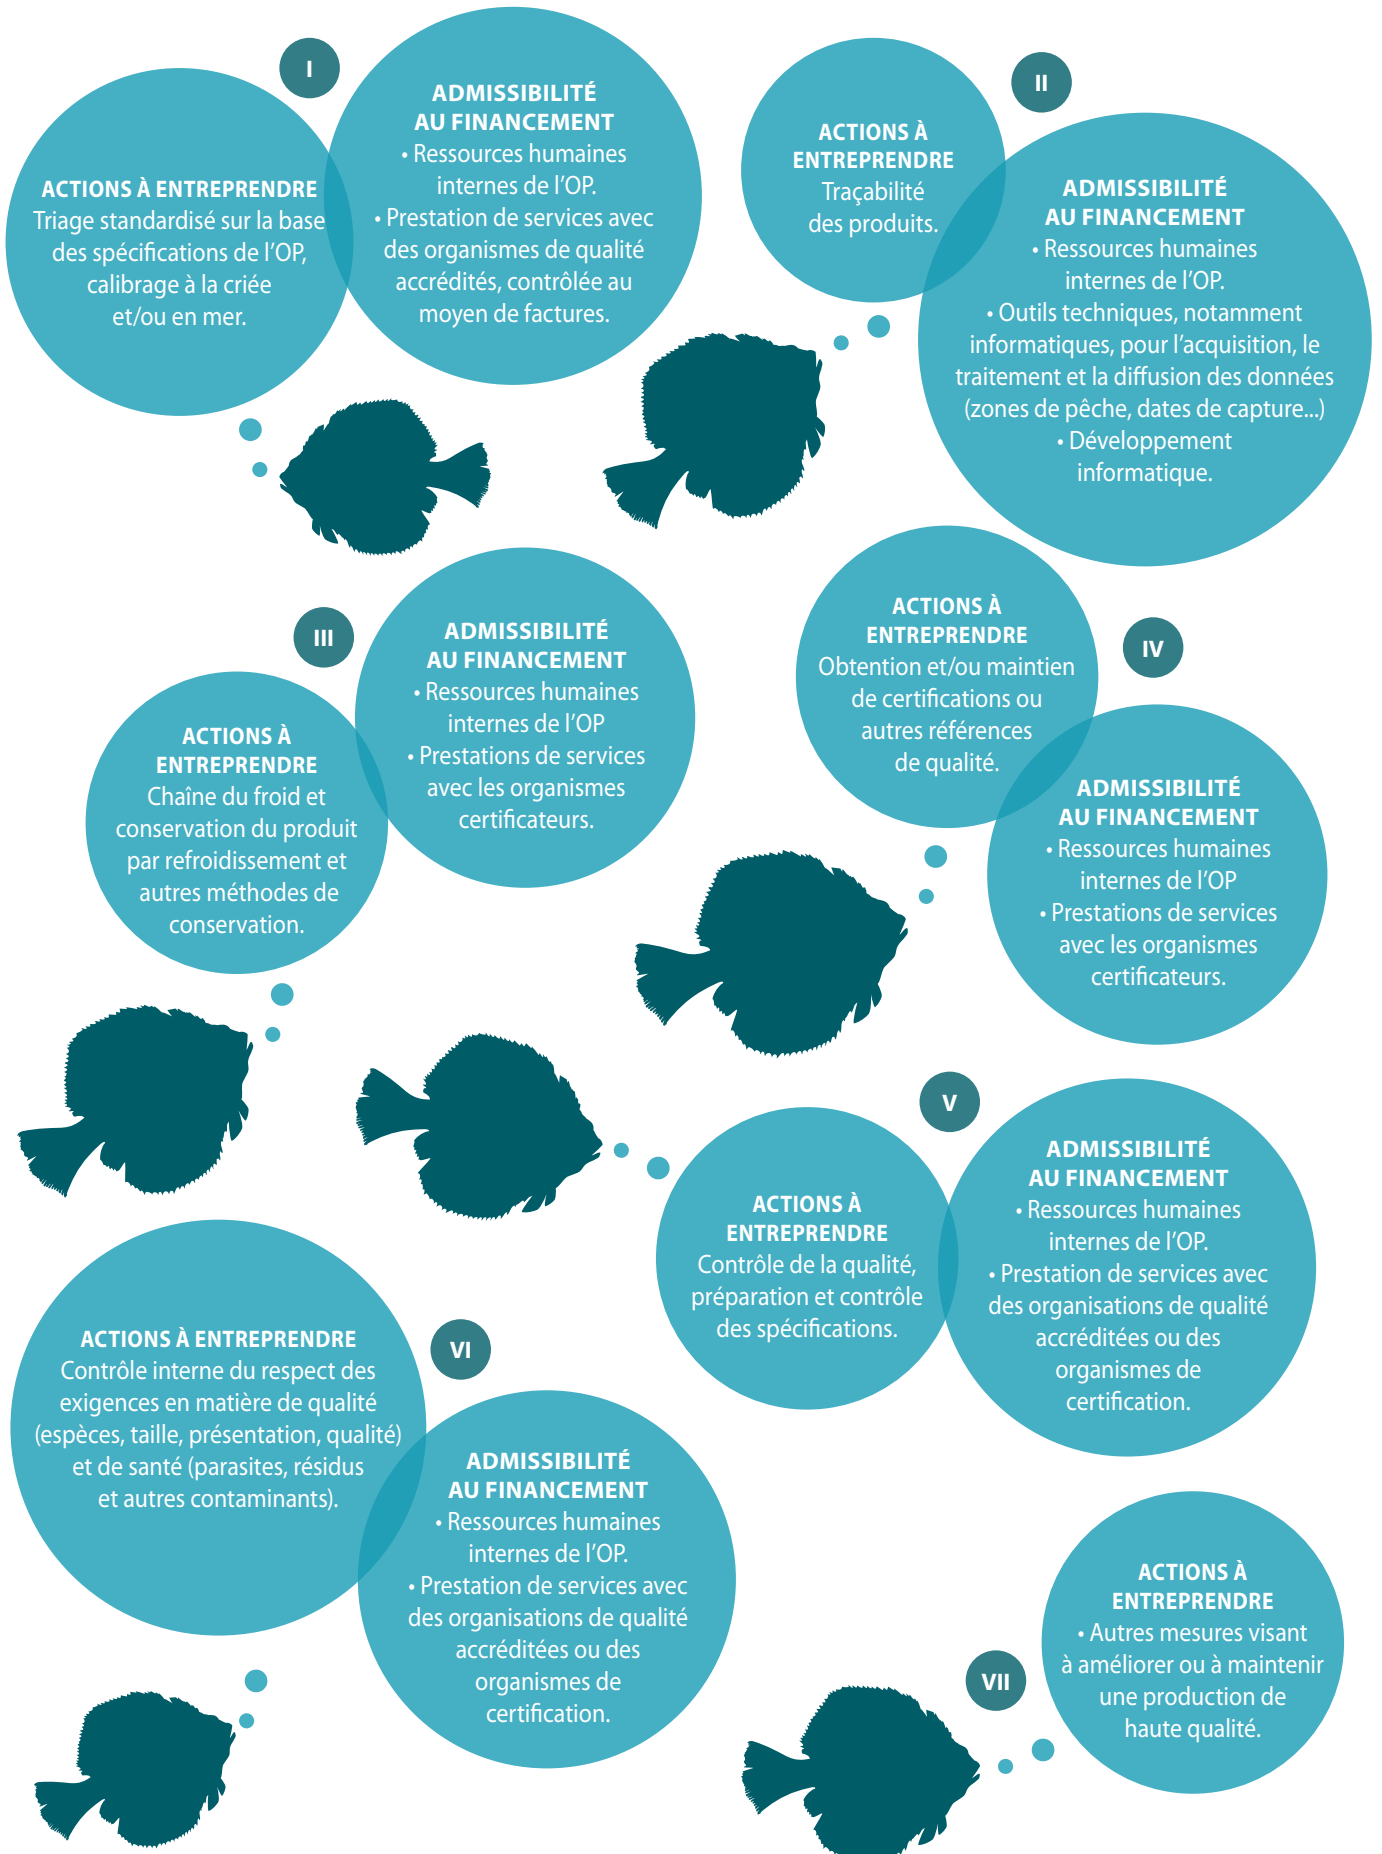 I
ACTIONS À ENTREPRENDRE
Triage standardisé sur la base
des spécifications de l’OP,
calibrage à la criée
et/ou en mer.
ADMISSIBILITÉ
AU FINANCEMENT
• Ressources humaines
internes de l’OP.
• Prestation de services avec
des organismes de qualité
accrédités, contrôlée au
moyen de factures.
II
ACTIONS À
ENTREPRENDRE
Traçabilité
des produits.
ADMISSIBILITÉ
AU FINANCEMENT
• Ressources humaines
internes de l’OP.
• Outils techniques, notamment
informatiques, pour l’acquisition, le
traitement et la diffusion des données
(zones de pêche, dates de capture...)
• Développement
informatique.
III
ACTIONS À
ENTREPRENDRE
Chaîne du froid et
conservation du produit
par refroidissement et
autres méthodes de
conservation.
ADMISSIBILITÉ
AU FINANCEMENT
• Ressources humaines
internes de l’OP
• Prestations de services
avec les organismes
certificateurs.
IV
ACTIONS À
ENTREPRENDRE
Obtention et/ou maintien
de certifications ou
autres références
de qualité.
ADMISSIBILITÉ
AU FINANCEMENT
• Ressources humaines
internes de l’OP
• Prestations de services
avec les organismes
certificateurs.
V
ACTIONS À
ENTREPRENDRE
Contrôle de la qualité,
préparation et contrôle
des spécifications.
ADMISSIBILITÉ
AU FINANCEMENT
• Ressources humaines
internes de l’OP.
• Prestation de services avec
des organisations de qualité
accréditées ou des
organismes de
certification.
VI
ACTIONS À ENTREPRENDRE
Contrôle interne du respect des
exigences en matière de qualité
(espèces, taille, présentation, qualité)
et de santé (parasites, résidus
et autres contaminants).
ADMISSIBILITÉ
AU FINANCEMENT
• Ressources humaines
internes de l’OP.
• Prestation de services avec
des organisations de qualité
accréditées ou des
organismes de
certification.
VII
ACTIONS À
ENTREPRENDRE
• Autres mesures visant
à améliorer ou à maintenir
une production de
haute qualité.